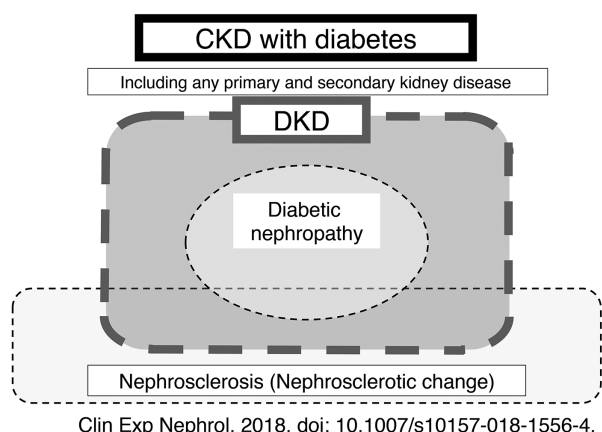 CKD with diabetes
Including any primary and secondary kidney disease
DKD
Diabetic
nephropathy
Nephrosclerosis (Nephrosclerotic change)
Clin Exp Nephrol. 2018. doi: 10.1007/s10157-018-1556-4.